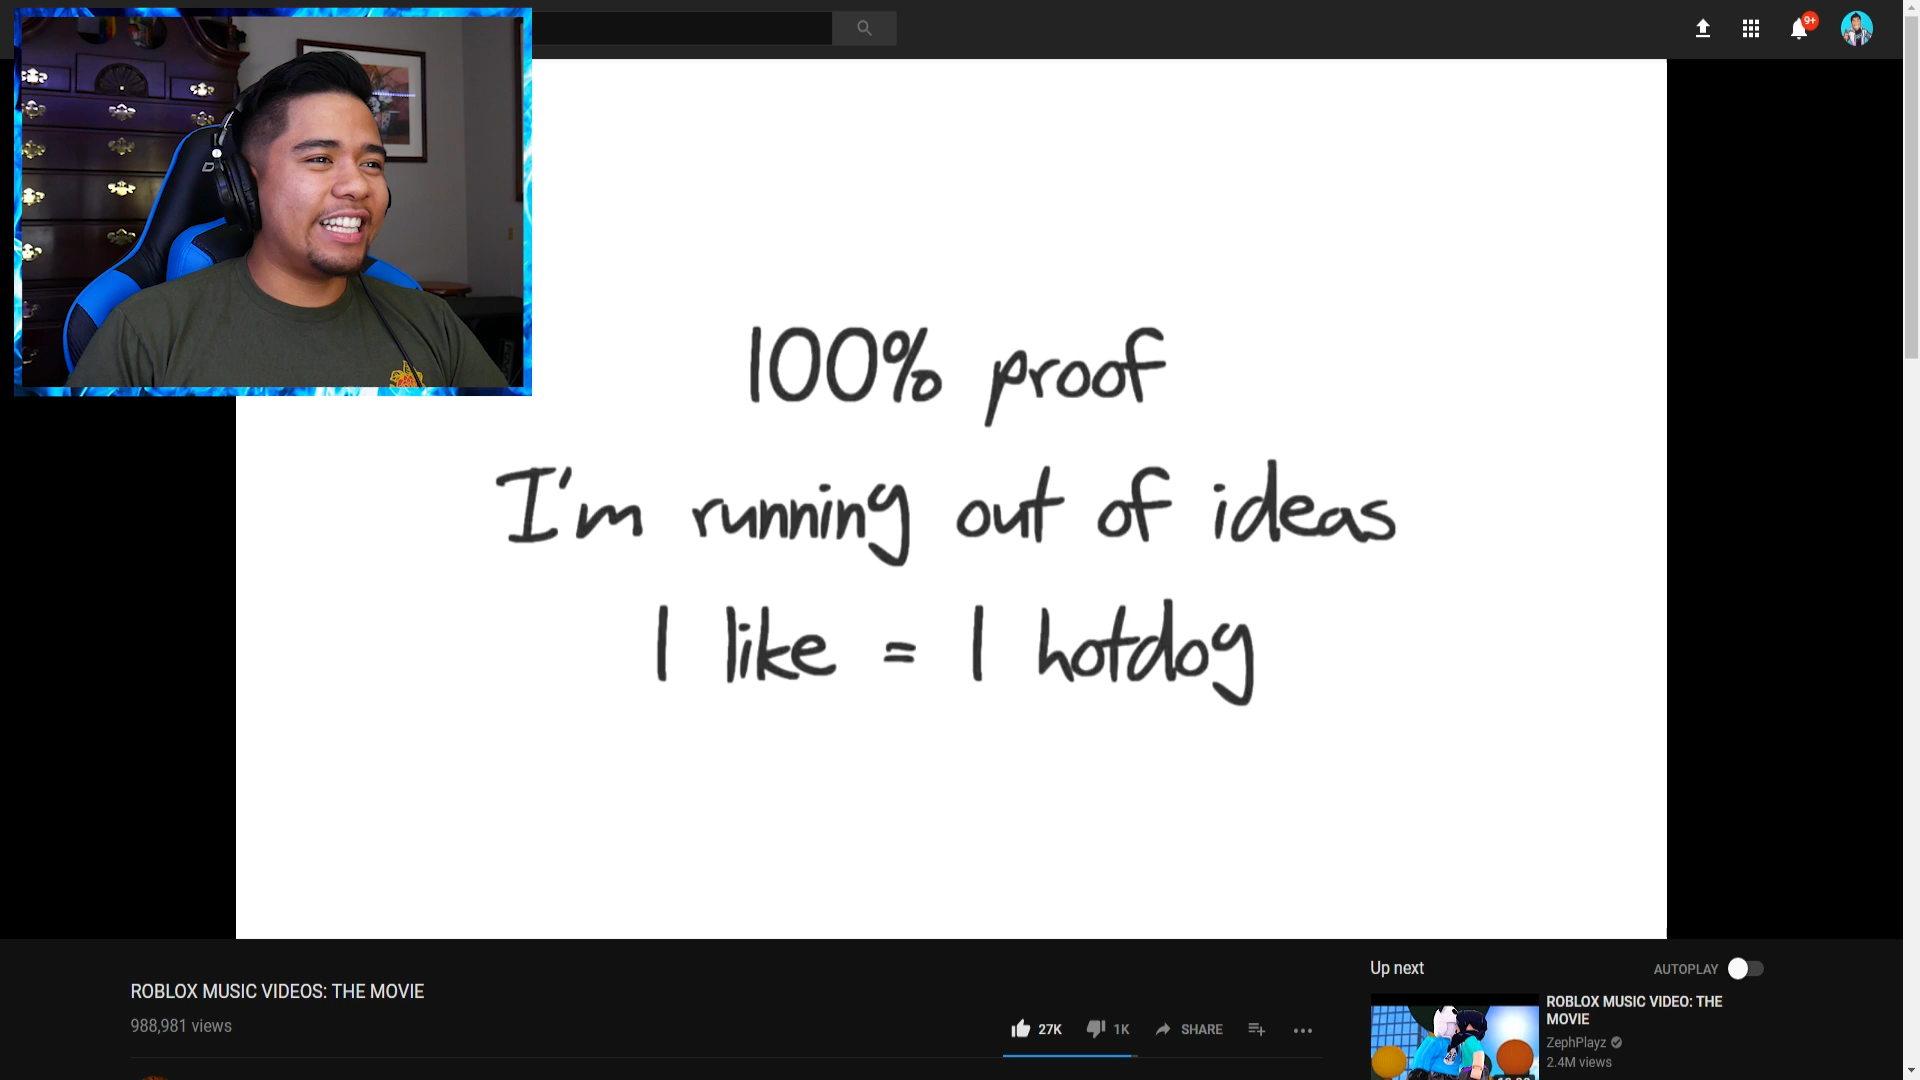 9+
100% proof
I'm running out of ideas
1 like = 1 hotdog
ROBLOX MUSIC VIDEOS: THE MOVIE
988,981 views
27K
1K
SHARE
Up next
AUTOPLAY
ROBLOX MUSIC VIDEO: THE
MOVIE
ZephPlayz
2.4M views